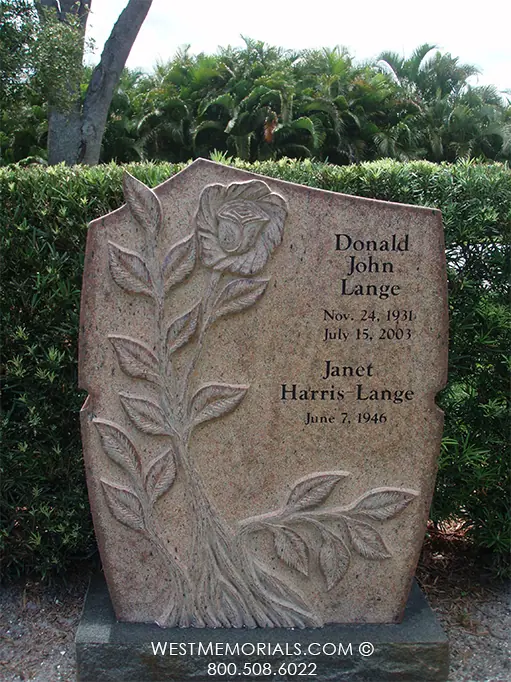 Donald
John
Lange
Nov. 24, 1931
July 15, 2003
Janet
Harris Lange
June 7, 1946
WESTMEMORIALS.COM ©
800.508.6022